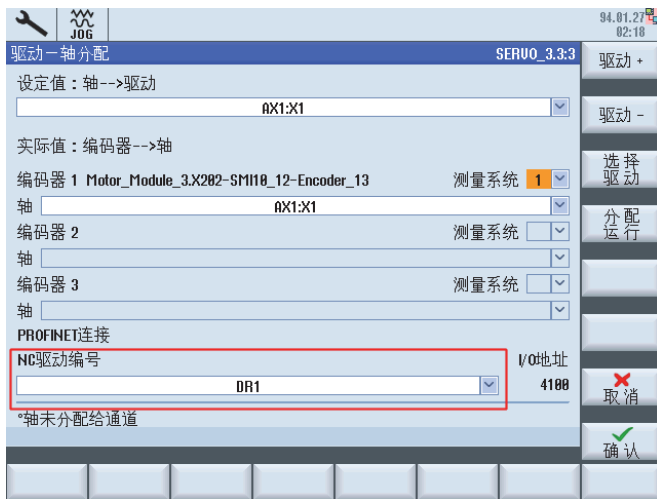 JOG
94.01.27
02:18
驱动－轴分配 SERVO_3.3:3
设定值：轴-->驱动
AX1:X1
实际值：编码器-->轴
编码器 1 Motor_Module_3.X202-SMI10_12-Encoder_13 测量系统 1
轴 AX1:X1
编码器 2 测量系统
轴
编码器 3 测量系统
轴
PROFINET连接
NC驱动编号 I/O地址
DR1 4100
°轴未分配给通道
驱动 +
驱动 -
选择
驱动
分配
运行
取消
确认